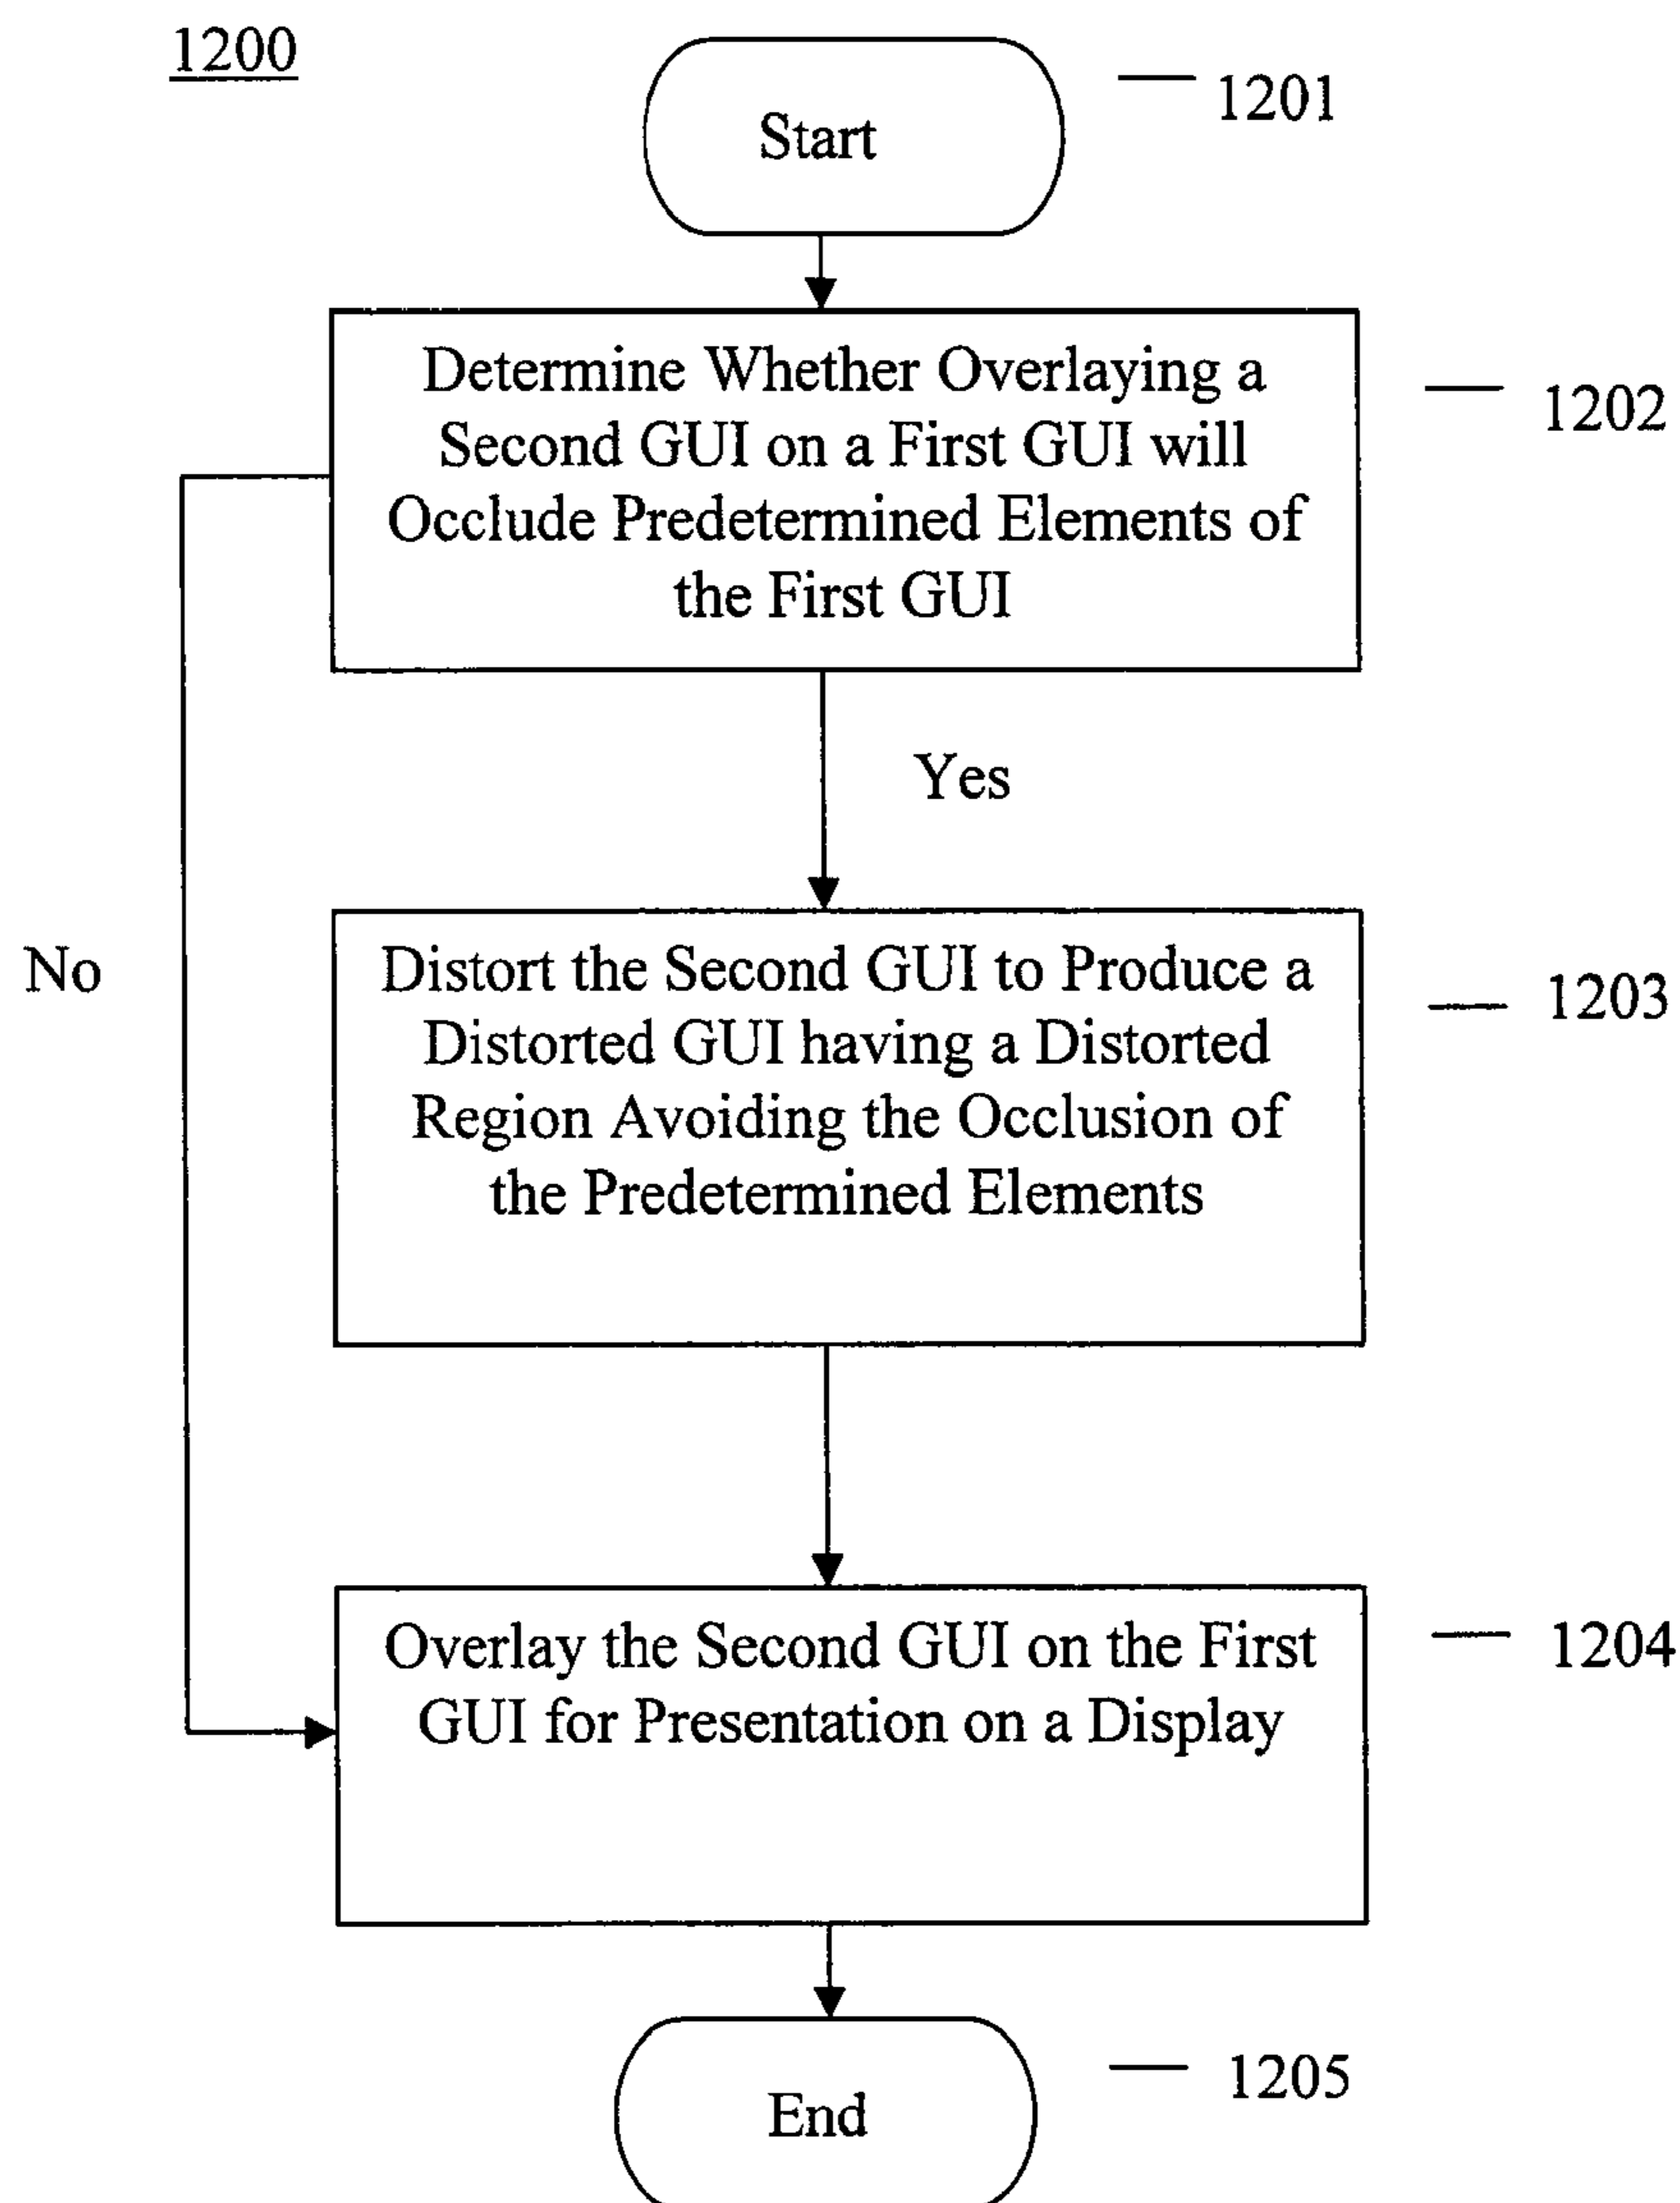 1200
Start
1201
Determine Whether Overlaying a
Second GUI on a First GUI will
Occlude Predetermined Elements of
the First GUI
1202
Yes
No
Distort the Second GUI to Produce a
Distorted GUI having a Distorted
Region Avoiding the Occlusion of
the Predetermined Elements
1203
Overlay the Second GUI on the First
GUI for Presentation on a Display
1204
End
1205